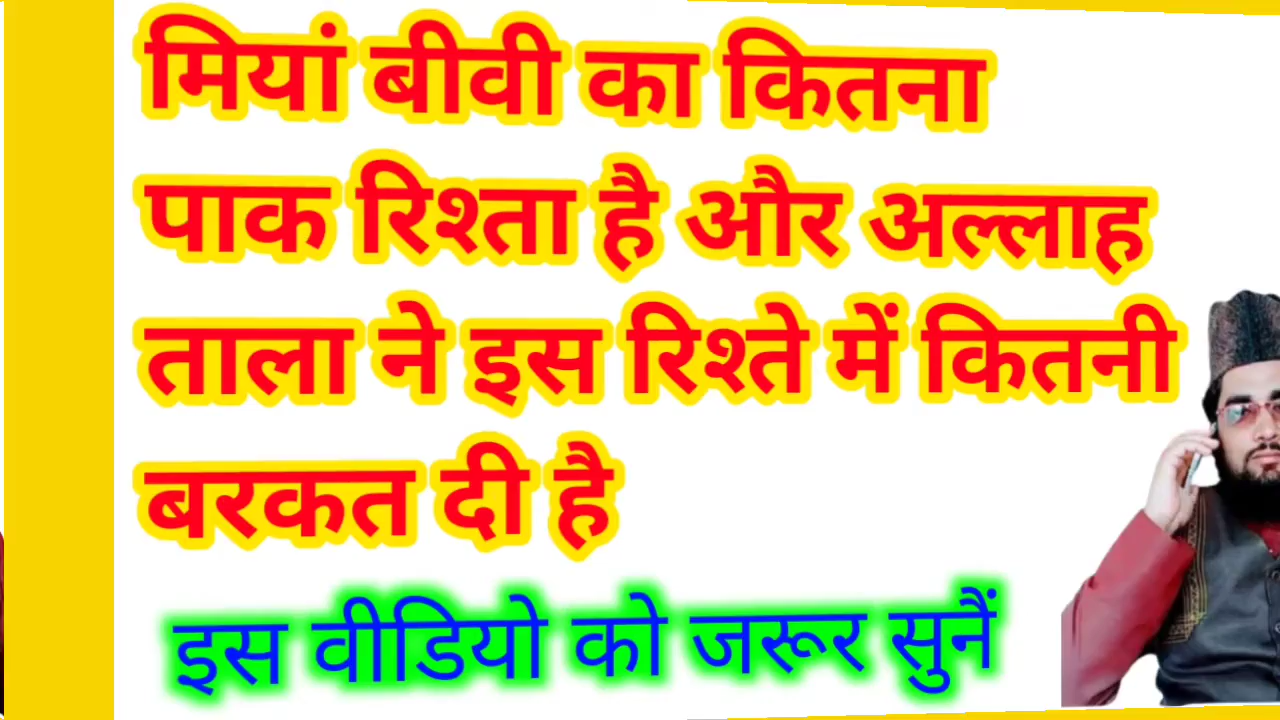 मियां बीवी का कितना
पाक रिश्ता है और अल्लाह
ताला ने इस रिश्ते में कितनी
बरकत दी है
इस वीडियो को जरूर सुनैं